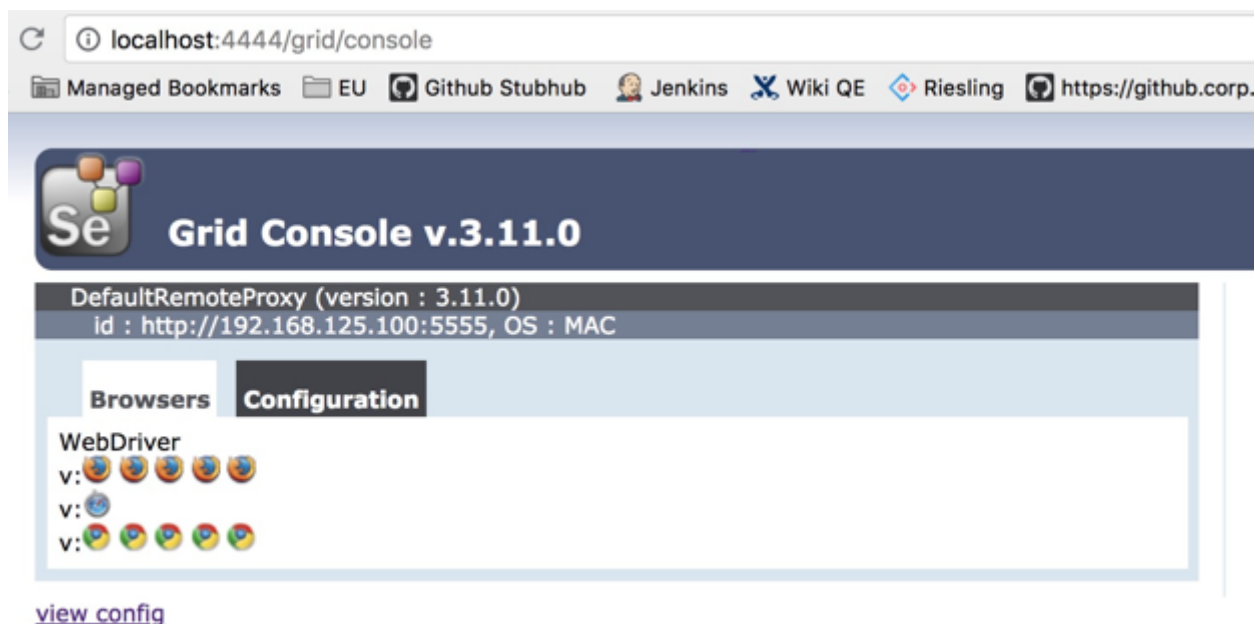 localhost:4444/grid/console
Managed Bookmarks EU Github Stubhub Jenkins Wiki QE Riesling https://github.corp.
Se
Grid Console v.3.11.0
DefaultRemoteProxy (version : 3.11.0)
id : http://192.168.125.100:5555, OS : MAC
Browsers Configuration
WebDriver
v:
v:
v:
view config